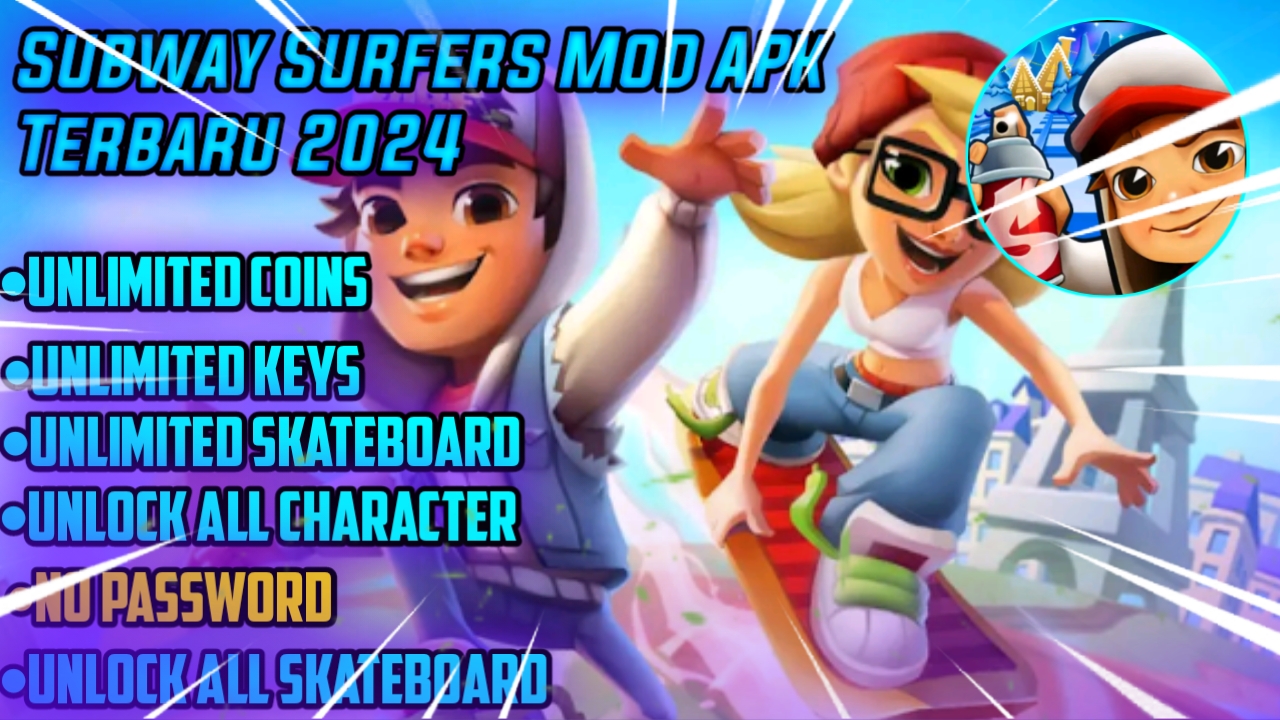 Subway Surfers Mod Apk
Terbaru 2024
•UNLIMITED COINS
•UNLIMITED KEYS
•UNLIMITED SKATEBOARD
•UNLOCK ALL CHARACTER
•NO PASSWORD
•UNLOCK ALL SKATEBOARD